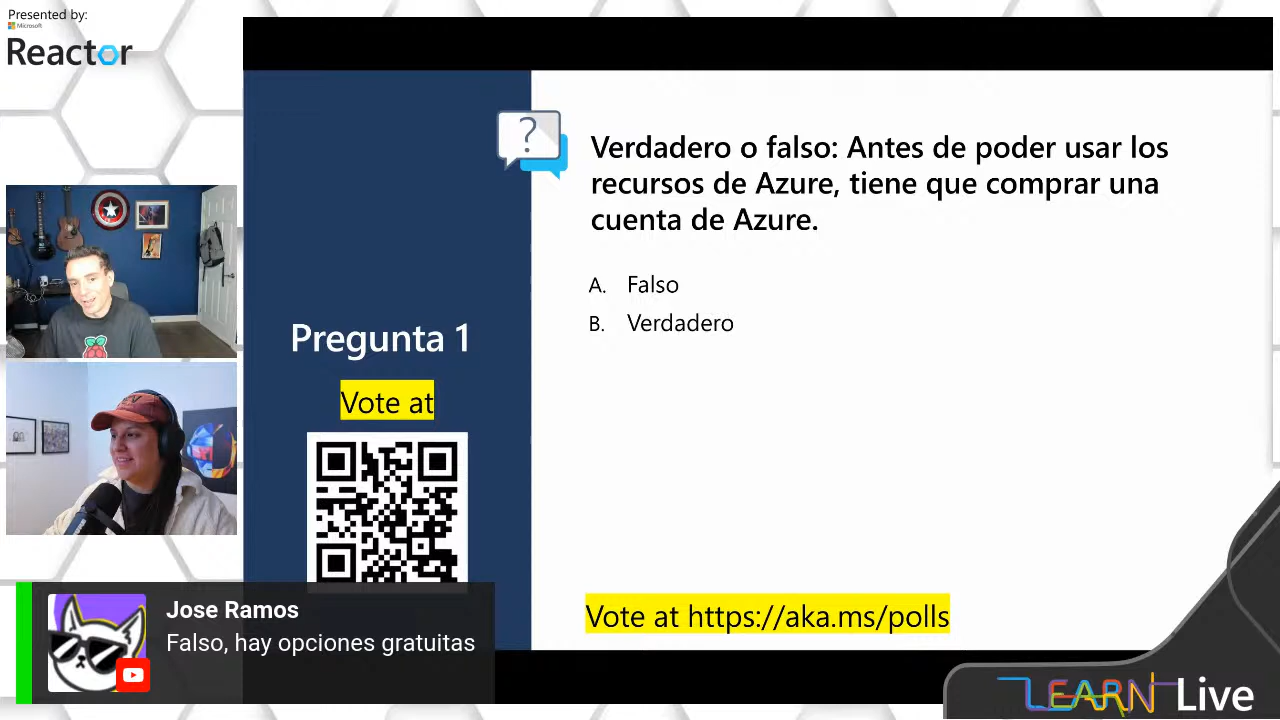 Presented by:
Microsoft
Reactor
Verdadero o falso: Antes de poder usar los
recursos de Azure, tiene que comprar una
cuenta de Azure.
A. Falso
B. Verdadero
Pregunta 1
Vote at
Vote at https://aka.ms/polls
Jose Ramos
Falso, hay opciones gratuitas
LEARN Live